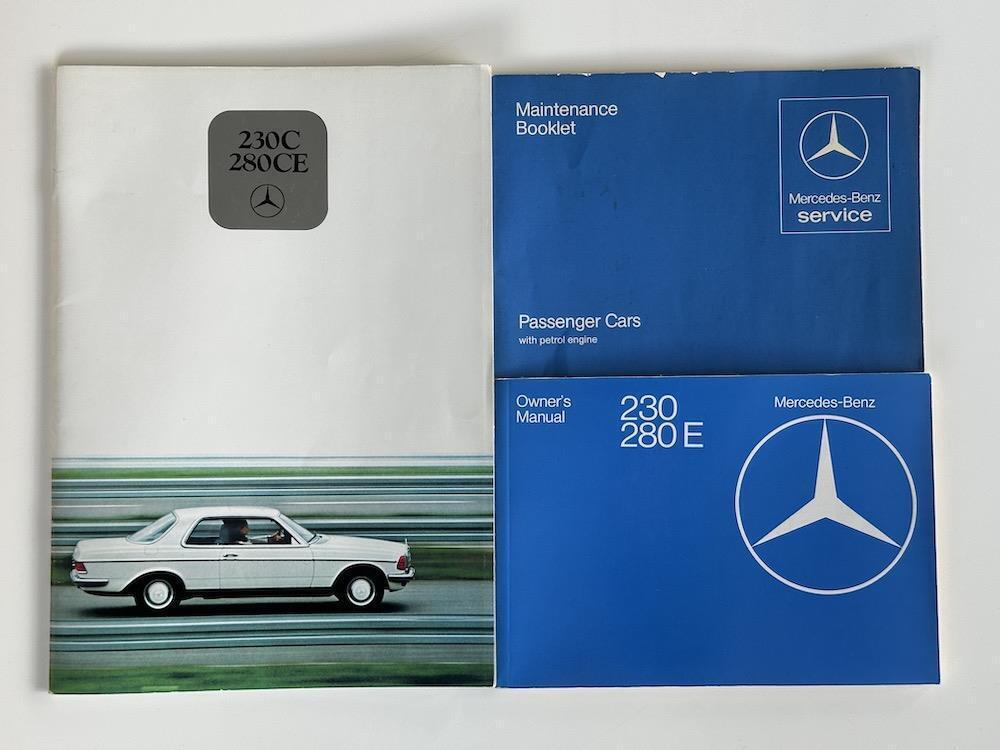 230C
280CE
Maintenance
Booklet
Mercedes-Benz
service
Passenger Cars
with petrol engine
Owner's
Manual
230
280 E
Mercedes-Benz